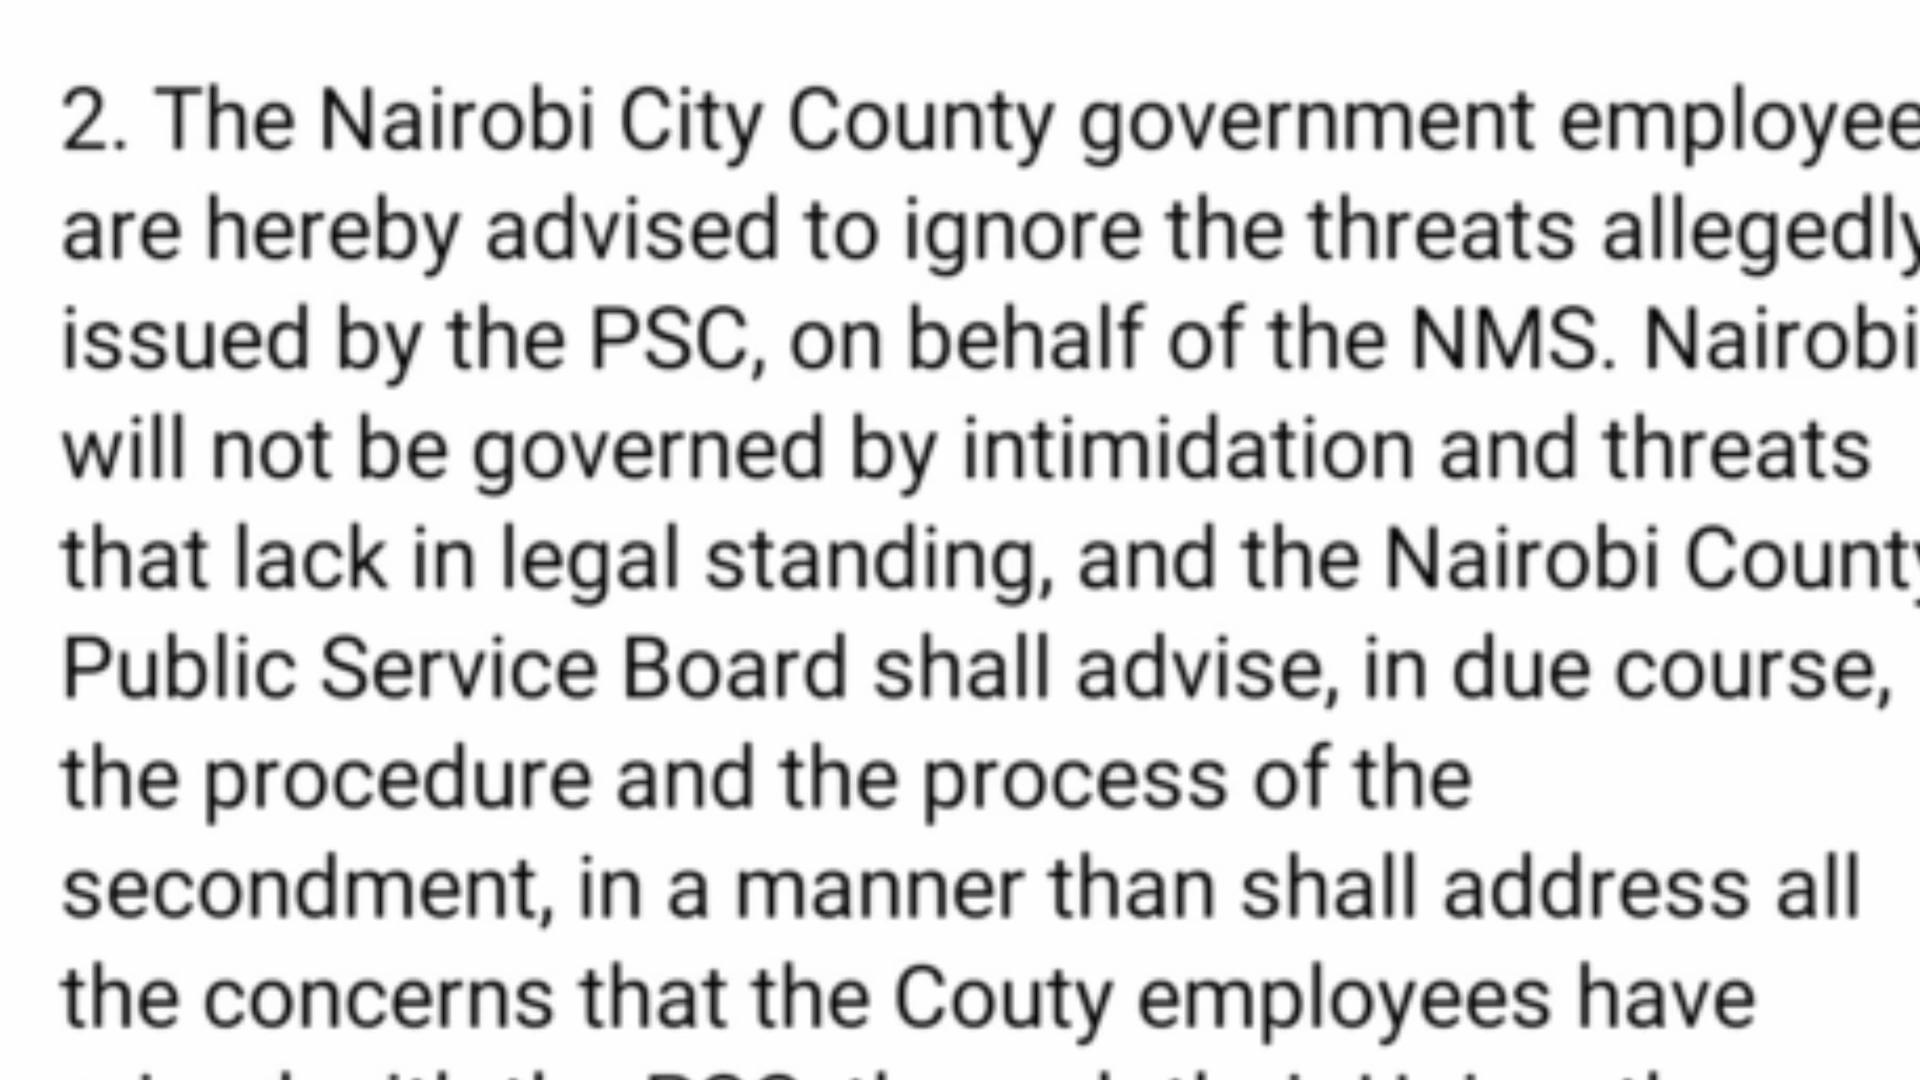 2. The Nairobi City County government employee
are hereby advised to ignore the threats allegedly
issued by the PSC, on behalf of the NMS. Nairobi
will not be governed by intimidation and threats
that lack in legal standing, and the Nairobi County
Public Service Board shall advise, in due course,
the procedure and the process of the
secondment, in a manner than shall address all
the concerns that the Couty employees have